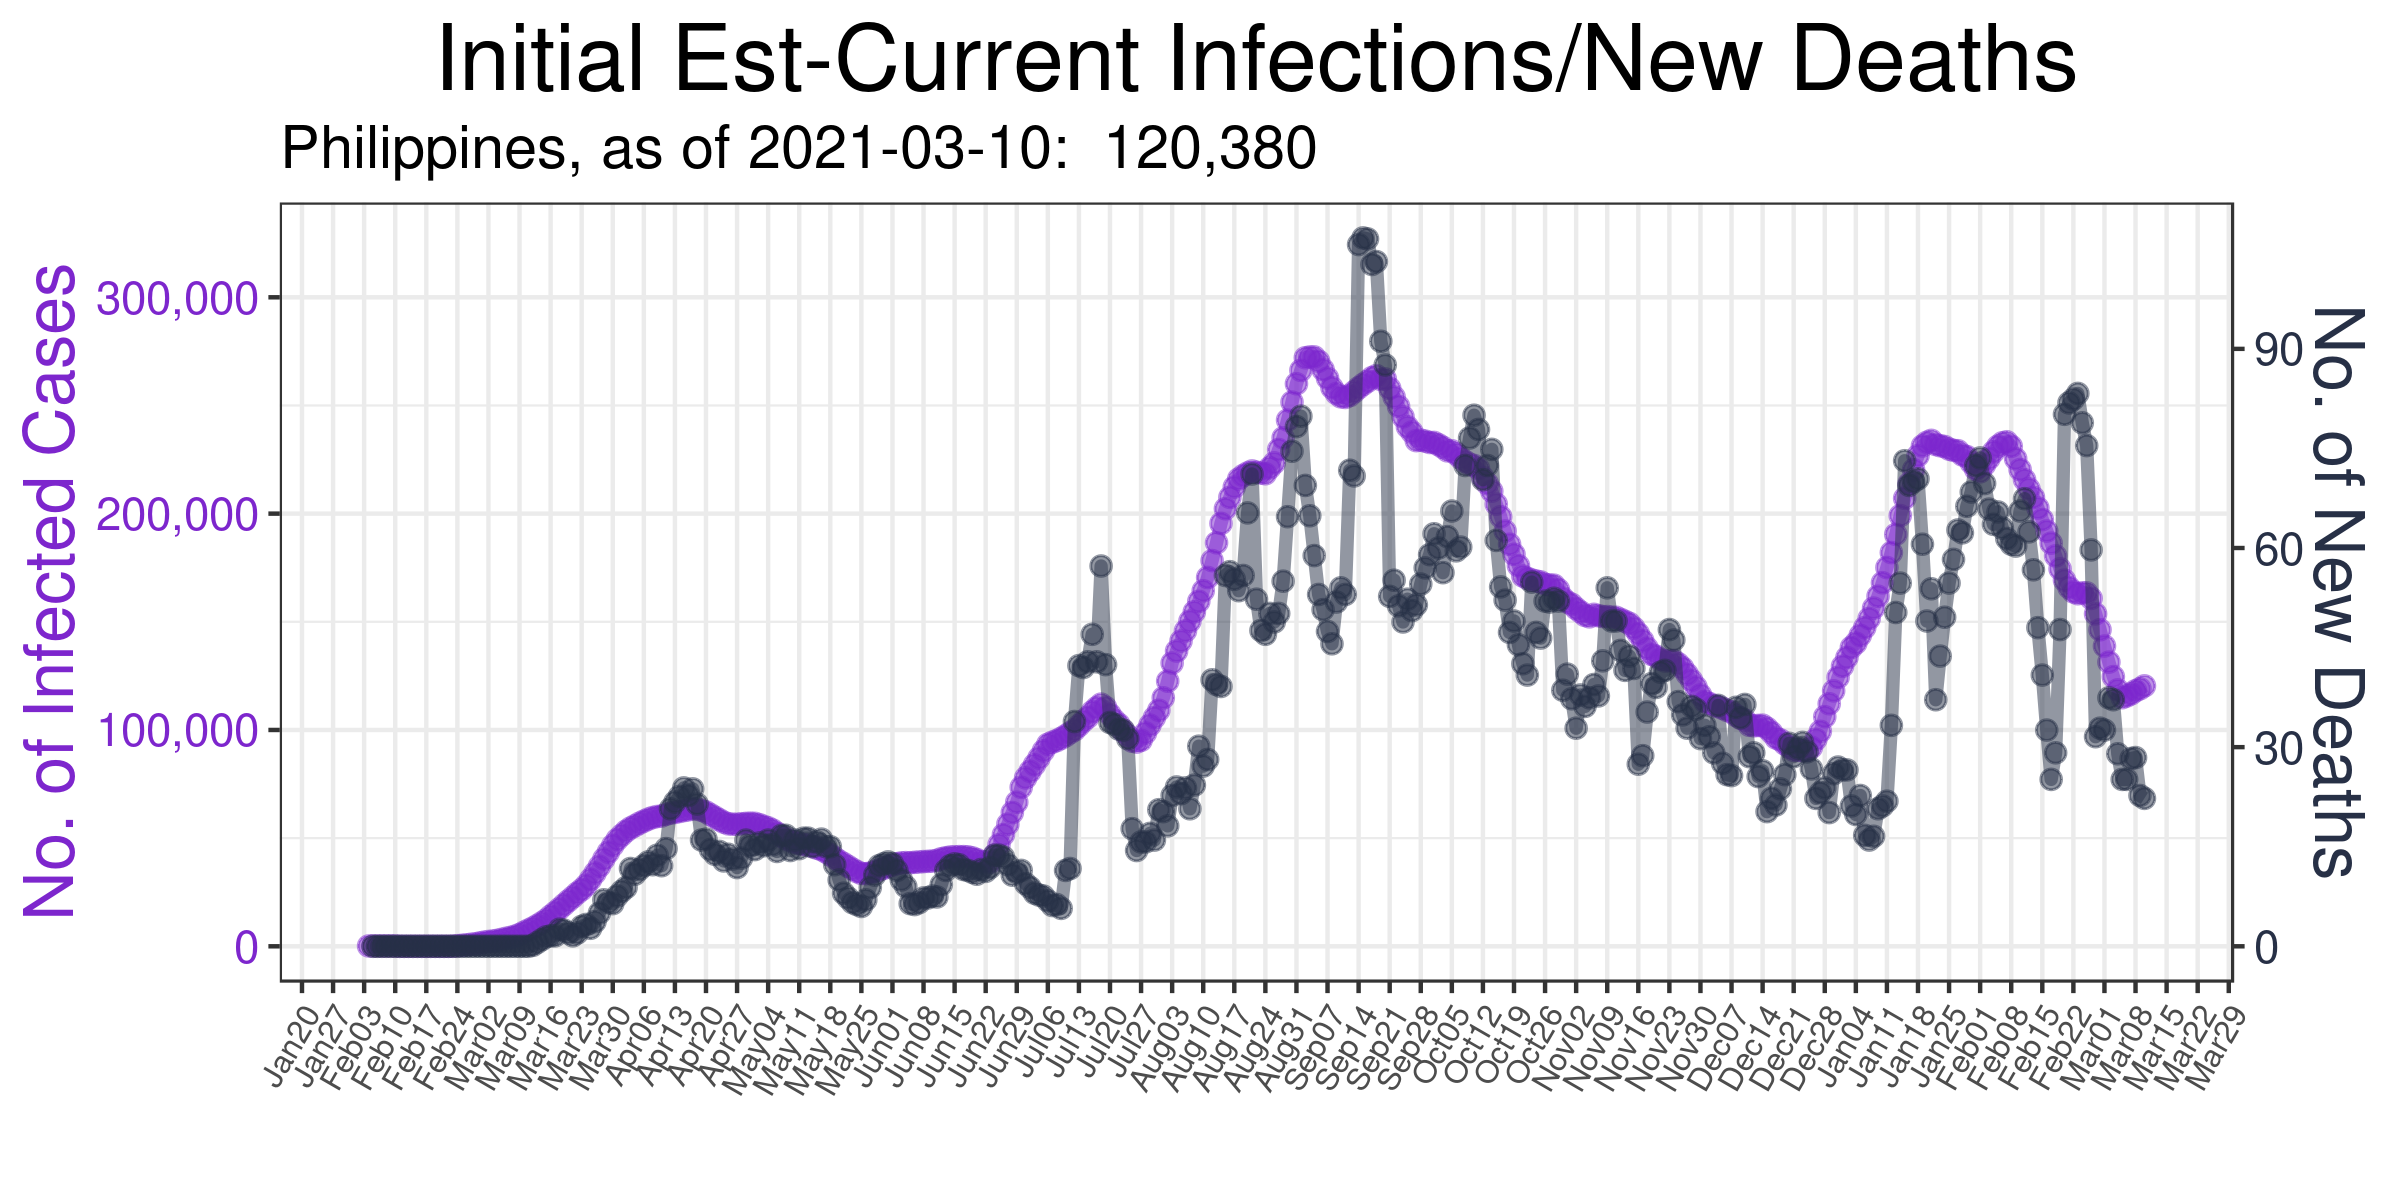 Initial Est-Current Infections/New Deaths
Philippines, as of 2021-03-10:  120,380
No. of Infected Cases
300,000
200,000
100,000
0
90
60
30
0
No. of New Deaths
Jan20
Jan27
Feb03
Feb10
Feb17
Feb24
Mar02
Mar09
Mar16
Mar23
Mar30
Apr06
Apr13
Apr20
Apr27
May04
May11
May18
May25
Jun01
Jun08
Jun15
Jun22
Jun29
Jul06
Jul13
Jul20
Jul27
Aug03
Aug10
Aug17
Aug24
Aug31
Sep07
Sep14
Sep21
Sep28
Oct05
Oct12
Oct19
Oct26
Nov02
Nov09
Nov16
Nov23
Nov30
Dec07
Dec14
Dec21
Dec28
Jan04
Jan11
Jan18
Jan25
Feb01
Feb08
Feb15
Feb22
Mar01
Mar08
Mar15
Mar22
Mar29